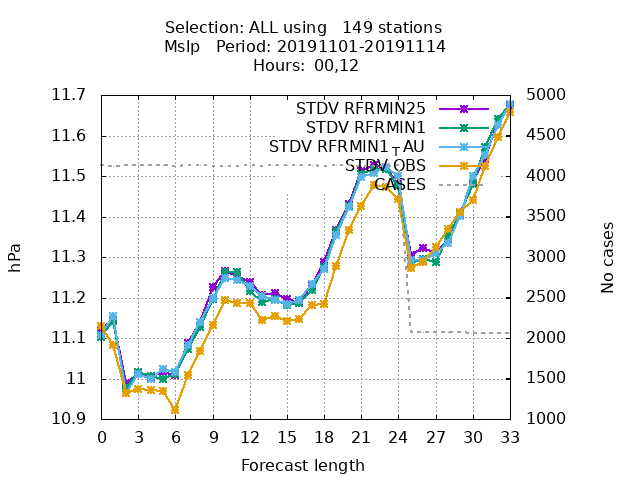 Selection: ALL using   149 stations
Mslp   Period: 20191101-20191114
Hours:  00,12
11.7
11.6
11.5
11.4
11.3
11.2
11.1
11
10.9
hPa
STDV RFRMIN25
STDV RFRMIN1
STDV RFRMIN1┬AU
STDV OBS
CASES
5000
4500
4000
3500
3000
2500
2000
1500
1000
No cases
0 3 6 9 12 15 18 21 24 27 30 33
Forecast length